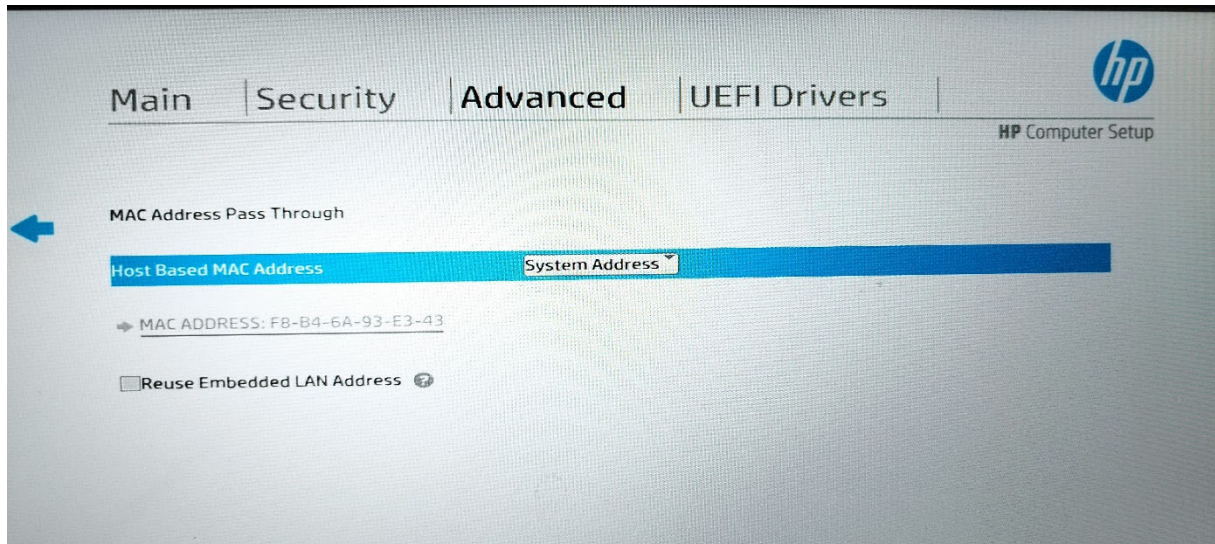 hp
Main Security Advanced UEFI Drivers
HP Computer Setup
MAC Address Pass Through
Host Based MAC Address System Address
MAC ADDRESS: F8-B4-6A-93-E3-43
Reuse Embedded LAN Address ?